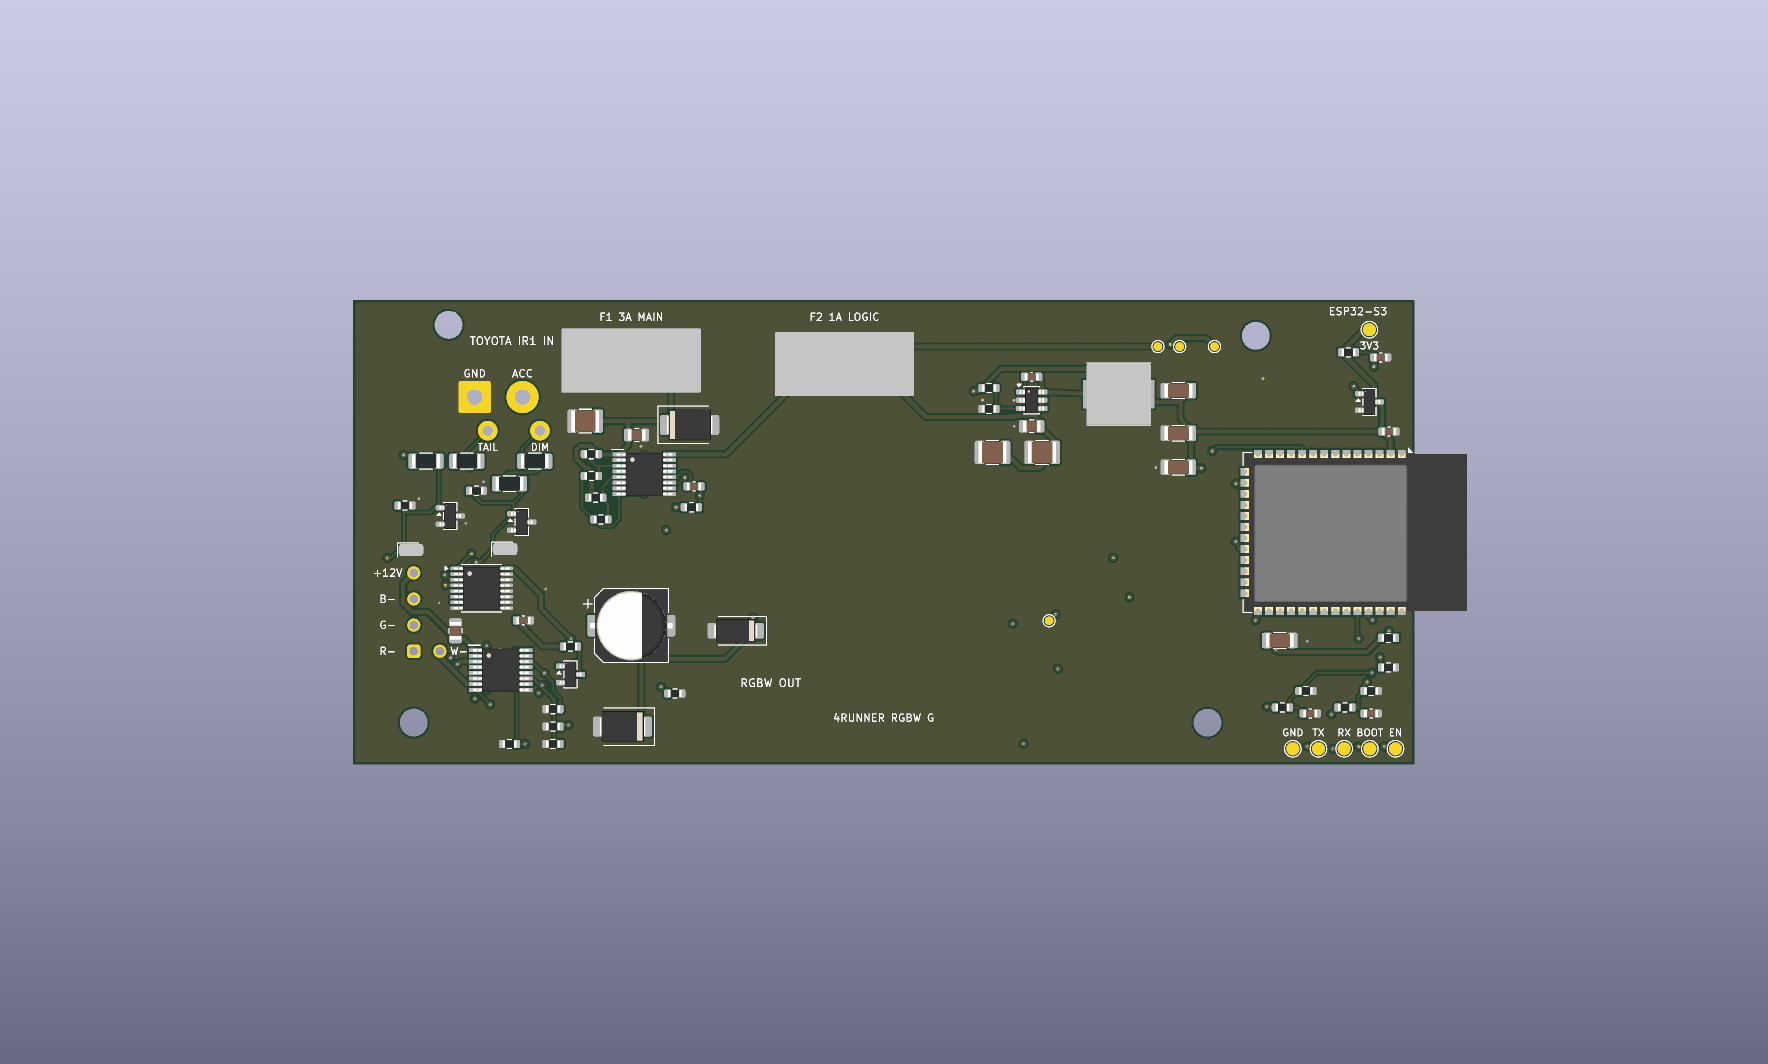 ESP32-S3
F1 3A MAIN
F2 1A LOGIC
TOYOTA IR1 IN
3V3
GND
ACC
TAIL
DIM
+12V
B-
G-
R-
W-
+
RGBW OUT
4RUNNER RGBW G
GND
TX
RX
BOOT
EN